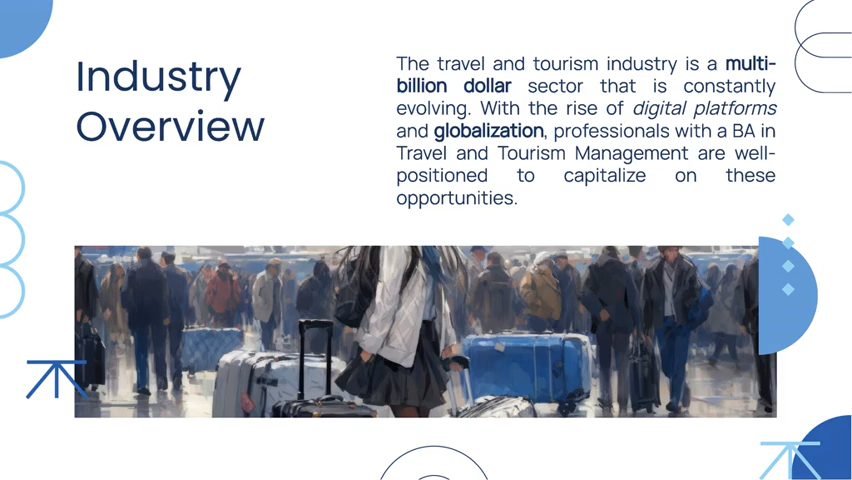 Industry
Overview
The travel and tourism industry is a multi-
billion dollar sector that is constantly
evolving. With the rise of digital platforms
and globalization, professionals with a BA in
Travel and Tourism Management are well-
positioned to capitalize on these
opportunities.